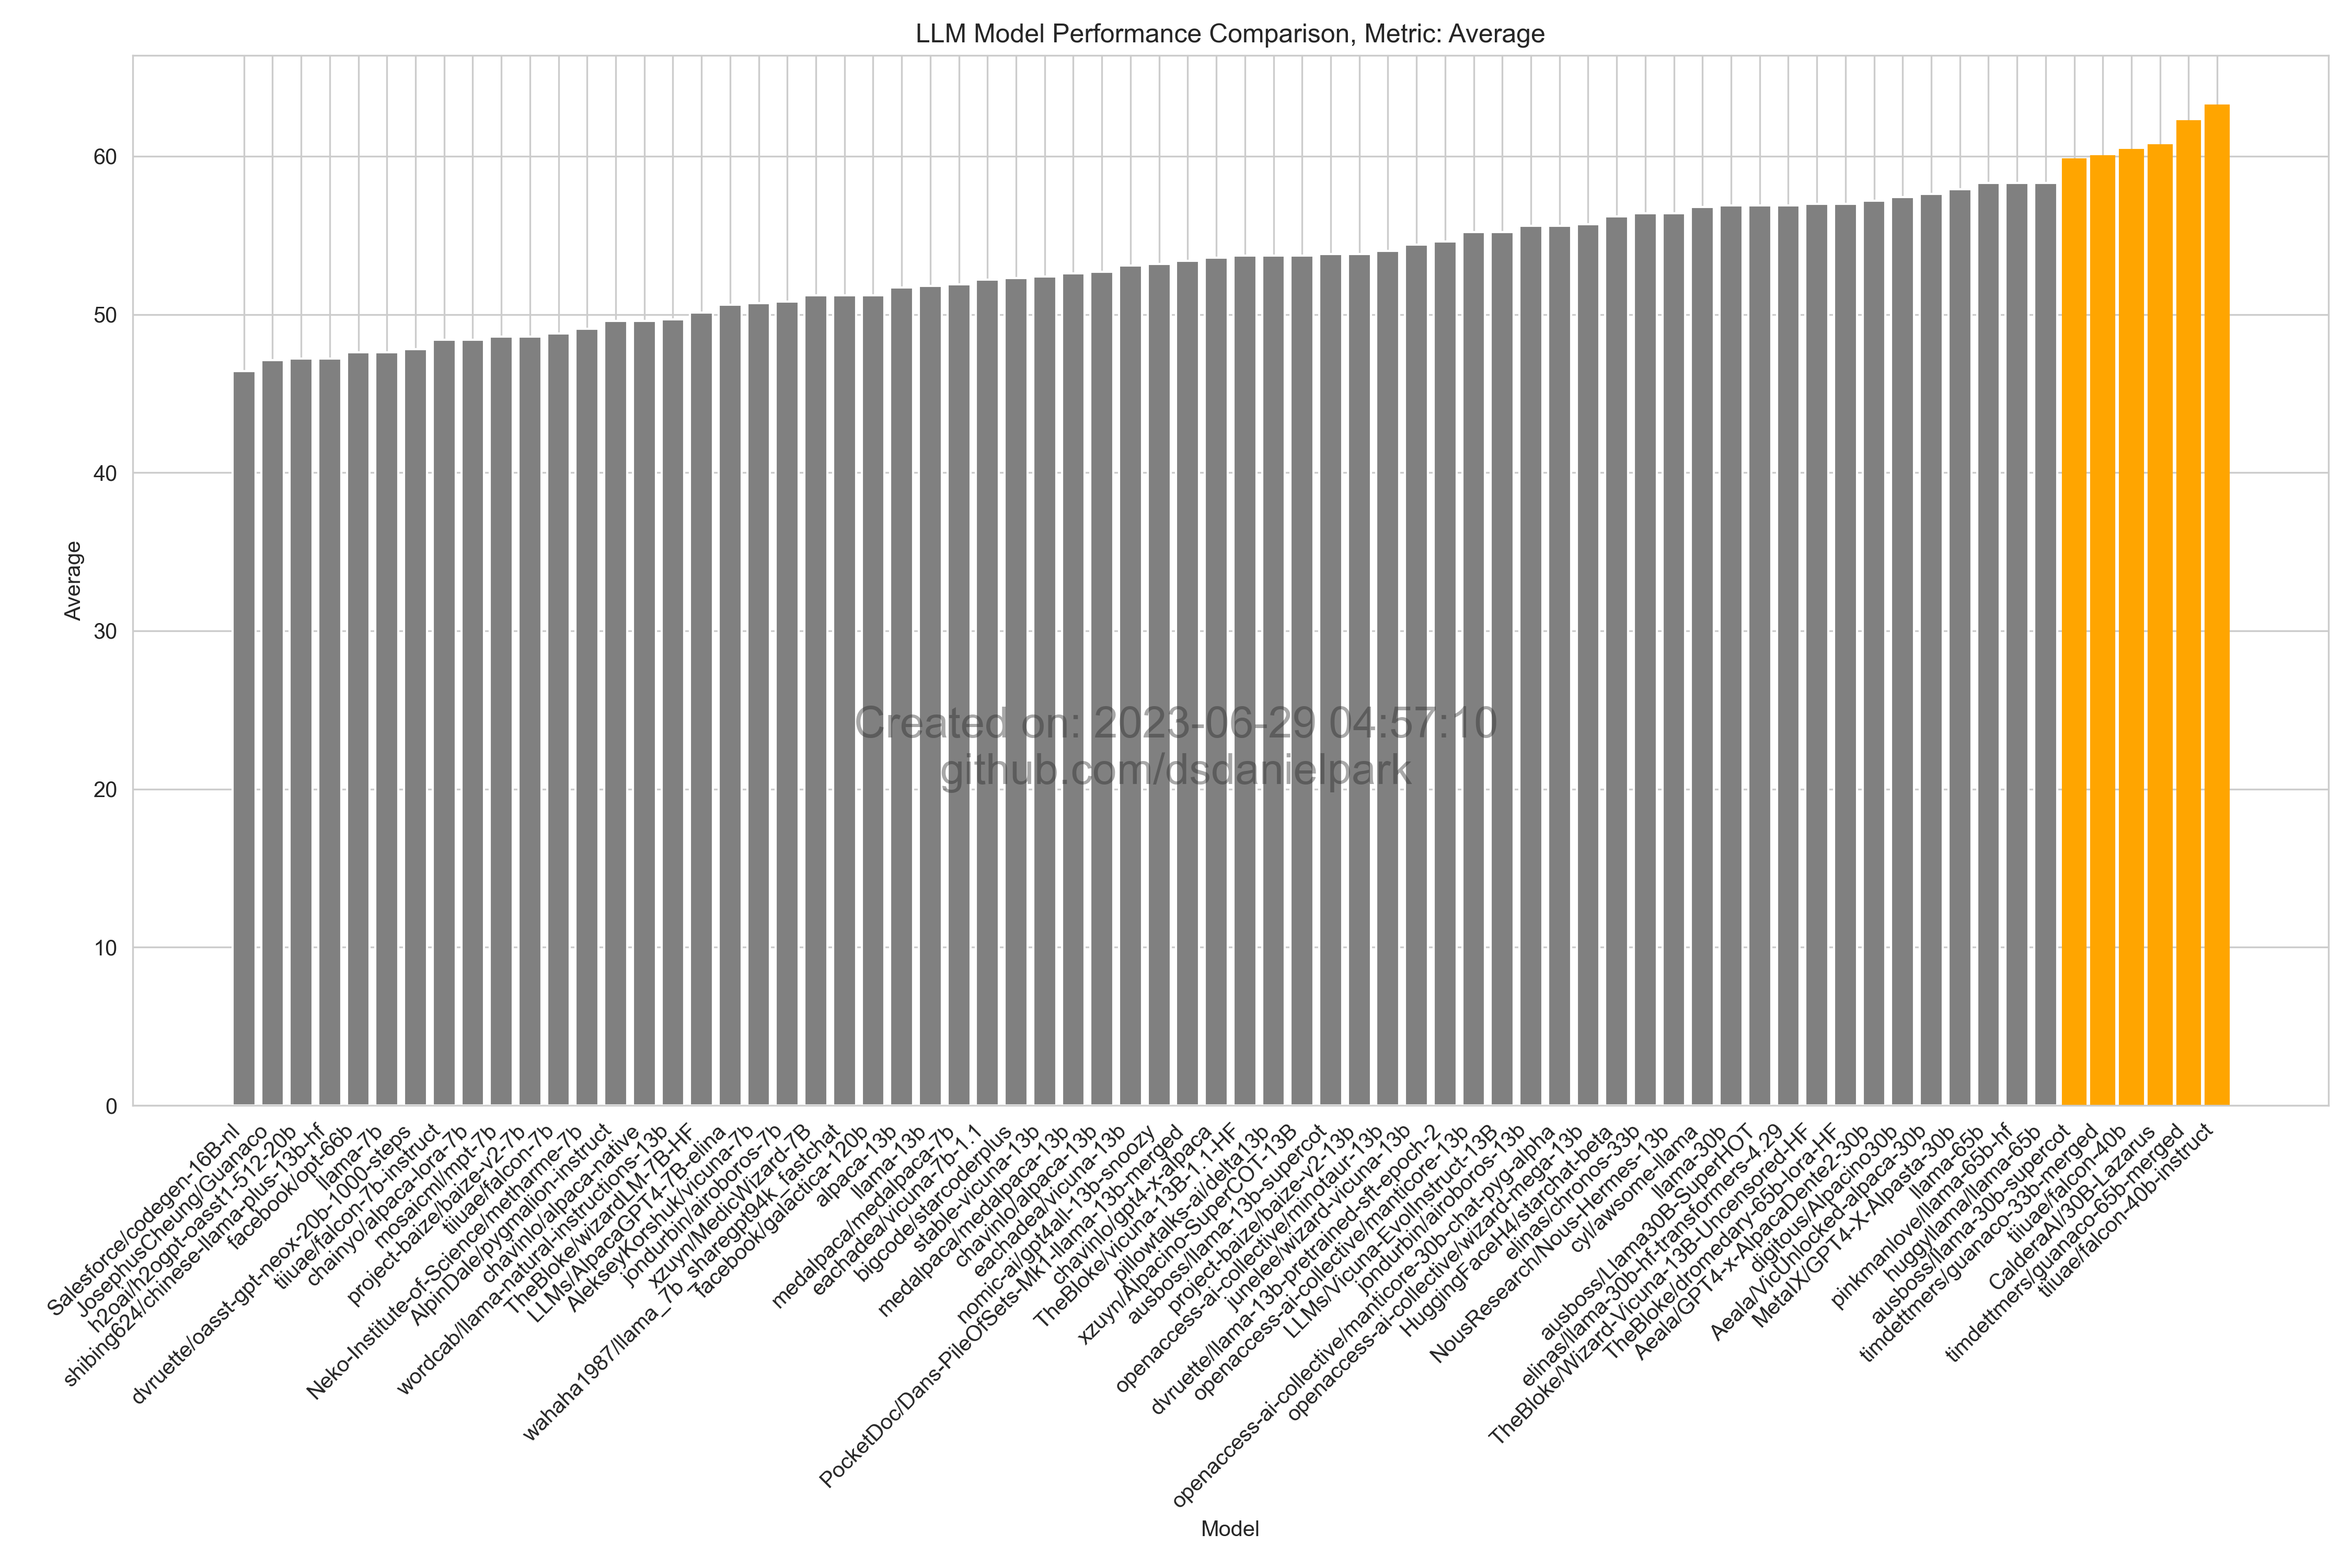 LLM Model Performance Comparison, Metric: Average
60
50
40
30
20
10
0
Average
Created on: 2023-06-29 04:57:10
github.com/dsdanielpark
Salesforce/codegen-16B-nl
JosephusCheung/Guanaco
h2oai/h2ogpt-oasst1-512-20b
shibing624/chinese-llama-plus-13b-hf
facebook/opt-66b
llama-7b
dvruette/oasst-gpt-neox-20b-1000-steps
tiiuae/falcon-7b-instruct
chainyo/alpaca-lora-7b
mosaicml/mpt-7b
project-baize/baize-v2-7b
tiiuae/falcon-7b
Neko-Institute-of-Science/metharme-7b
AlpinDale/pygmalion-instruct
chavinlo/alpaca-native
wordcab/llama-natural-instructions-13b
TheBloke/wizardLM-7B-HF
LLMs/AlpacaGPT4-7B-elina
AlekseyKorshuk/vicuna-7b
jondurbin/airoboros-7b
xzuyn/MedicWizard-7B
wahaha1987/llama_7b_sharegpt94k_fastchat
facebook/galactica-120b
alpaca-13b
llama-13b
medalpaca/medalpaca-7b
eachadea/vicuna-7b-1.1
bigcode/starcoderplus
stable-vicuna-13b
medalpaca/medalpaca-13b
chavinlo/alpaca-13b
eachadea/vicuna-13b
nomic-ai/gpt4all-13b-snoozy
PocketDoc/Dans-PileOfSets-Mk1-llama-13b-merged
chavinlo/gpt4-x-alpaca
TheBloke/vicuna-13B-1.1-HF
pillowtalks-ai/delta13b
xzuyn/Alpacino-SuperCOT-13B
ausboss/llama-13b-supercot
project-baize/baize-v2-13b
openaccess-ai-collective/minotaur-13b
junelee/wizard-vicuna-13b
dvruette/llama-13b-pretrained-sft-epoch-2
openaccess-ai-collective/manticore-13b
LLMs/Vicuna-EvolInstruct-13B
jondurbin/airoboros-13b
openaccess-ai-collective/manticore-30b-chat-pyg-alpha
openaccess-ai-collective/wizard-mega-13b
HuggingFaceH4/starchat-beta
elinas/chronos-33b
NousResearch/Nous-Hermes-13b
cyl/awsome-llama
llama-30b
ausboss/Llama30B-SuperHOT
elinas/llama-30b-hf-transformers-4.29
TheBloke/Wizard-Vicuna-13B-Uncensored-HF
TheBloke/dromedary-65b-lora-HF
Aeala/GPT4-x-AlpacaDente2-30b
digitous/Alpacino30b
Aeala/VicUnlocked-alpaca-30b
MetaIX/GPT4-X-Alpasta-30b
llama-65b
pinkmanlove/llama-65b-hf
huggyllama/llama-65b
ausboss/llama-30b-supercot
timdettmers/guanaco-33b-merged
tiiuae/falcon-40b
CalderaAI/30B-Lazarus
timdettmers/guanaco-65b-merged
tiiuae/falcon-40b-instruct
Model